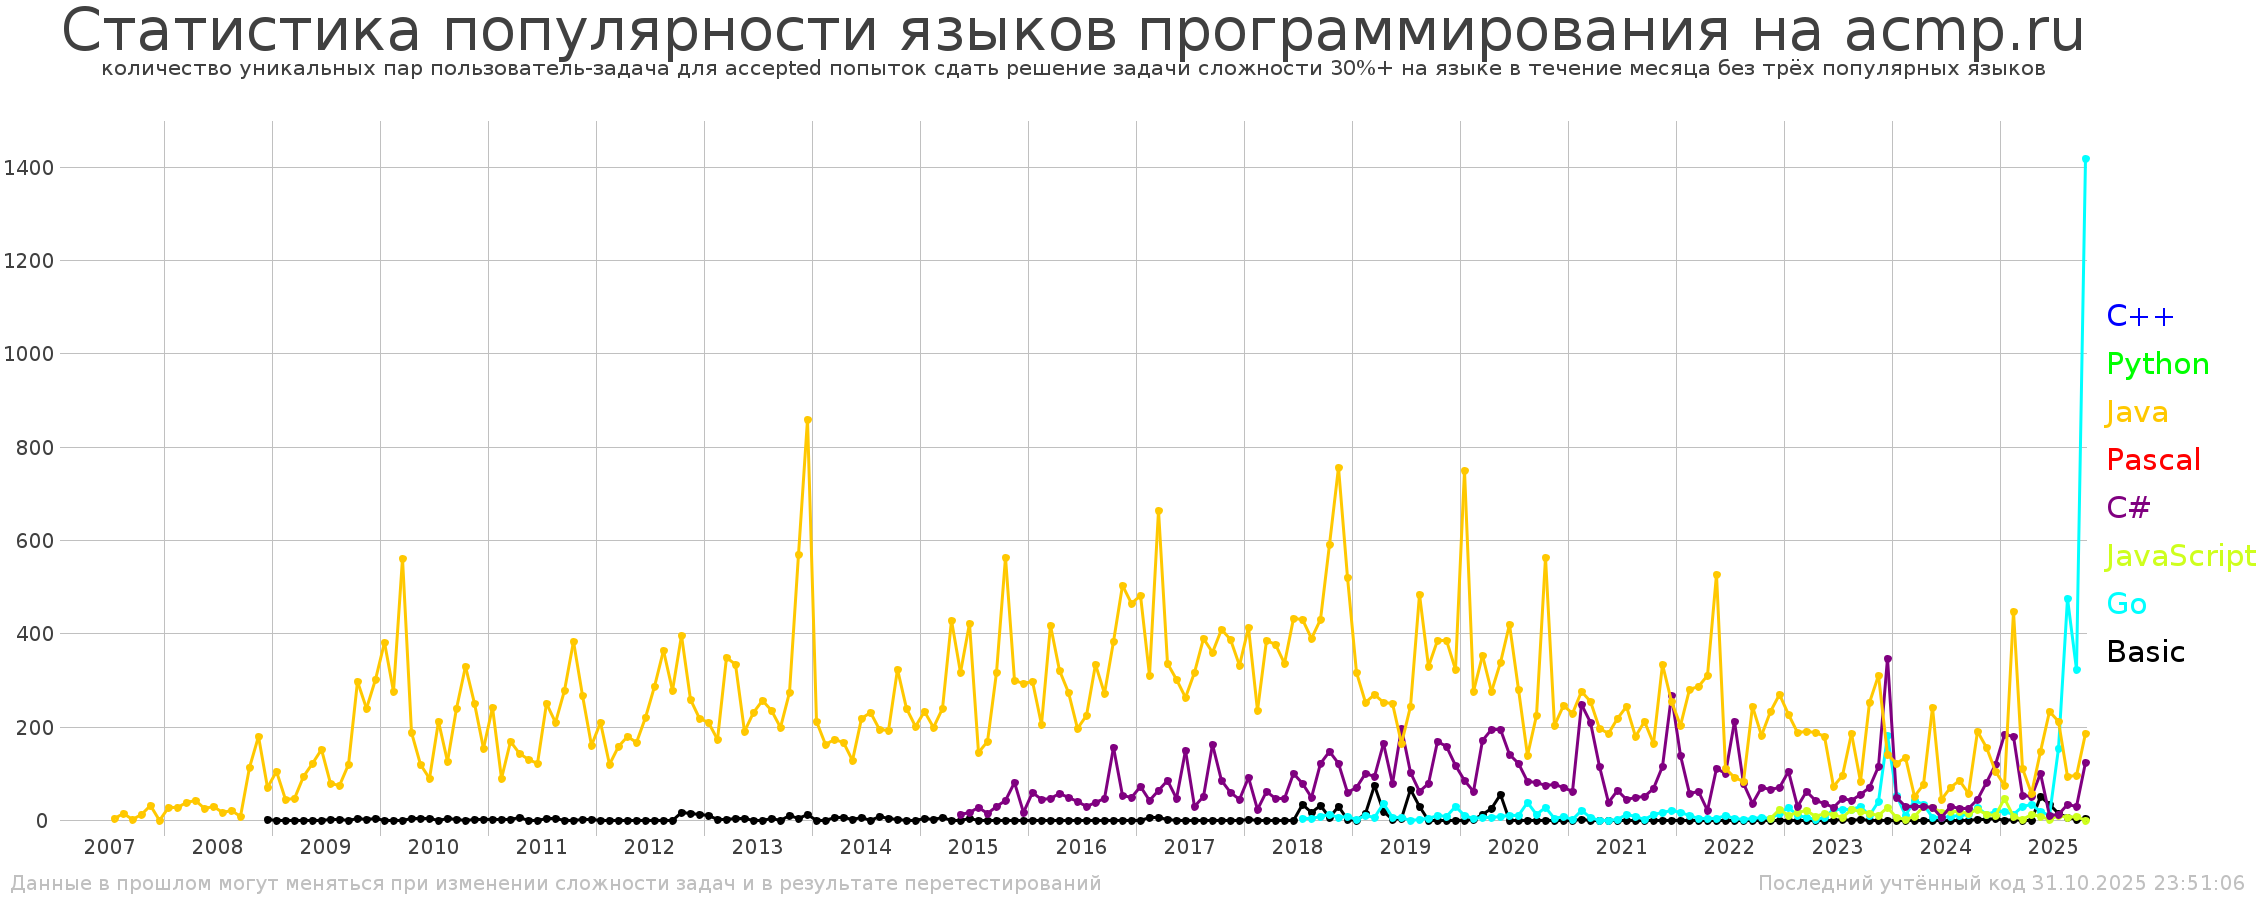 Статистика популярности языков программирования на acmp.ru
количество уникальных пар пользователь-задача для accepted попыток сдать решение задачи сложности 30%+ на языке в течение месяца без трёх популярных языков
1400
1200
1000
800
600
400
200
0
C++
Python
Java
Pascal
C#
JavaScript
Go
Basic
2007 2008 2009 2010 2011 2012 2013 2014 2015 2016 2017 2018 2019 2020 2021 2022 2023 2024 2025
Данные в прошлом могут меняться при изменении сложности задач и в результате перетестирований
Последний учтённый код 31.10.2025 23:51:06